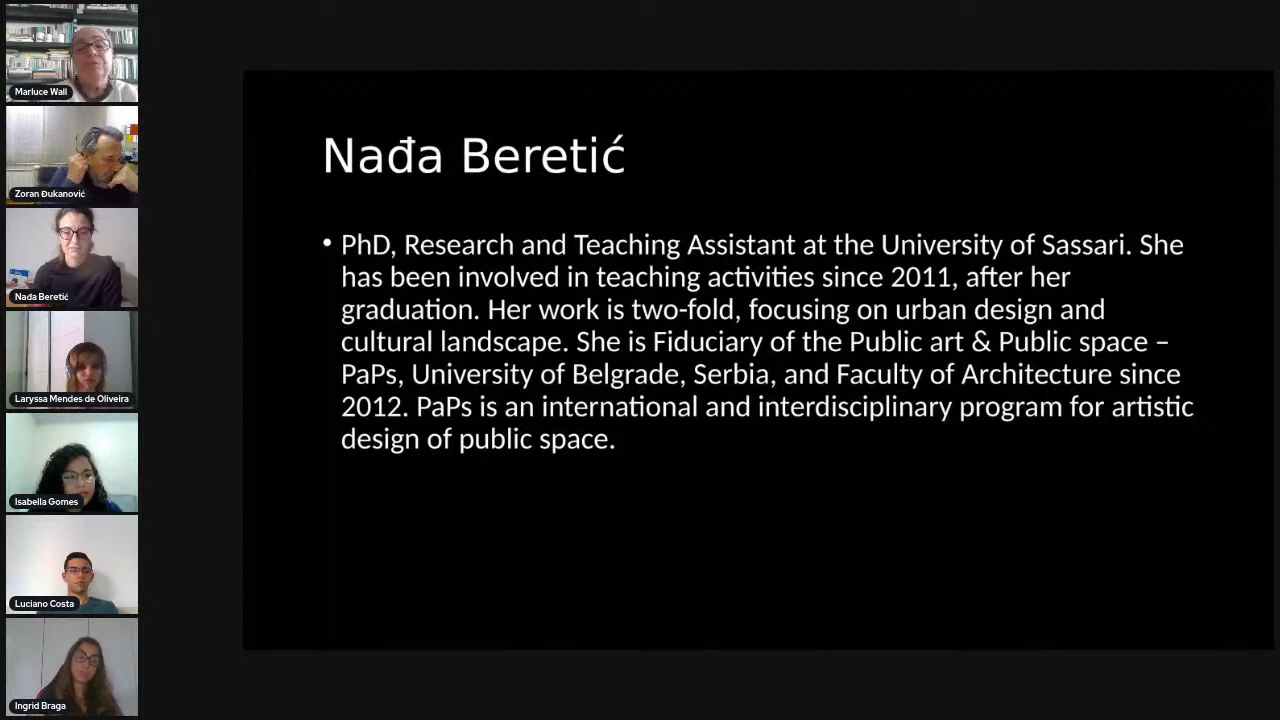 Marluce Wall
Zoran Đukanović
Nađa Beretić
Laryssa Mendes de Oliveira
Isabella Gomes
Luciano Costa
Ingrid Braga
Nađa Beretić
• PhD, Research and Teaching Assistant at the University of Sassari. She
has been involved in teaching activities since 2011, after her
graduation. Her work is two-fold, focusing on urban design and
cultural landscape. She is Fiduciary of the Public art & Public space –
PaPs, University of Belgrade, Serbia, and Faculty of Architecture since
2012. PaPs is an international and interdisciplinary program for artistic
design of public space.